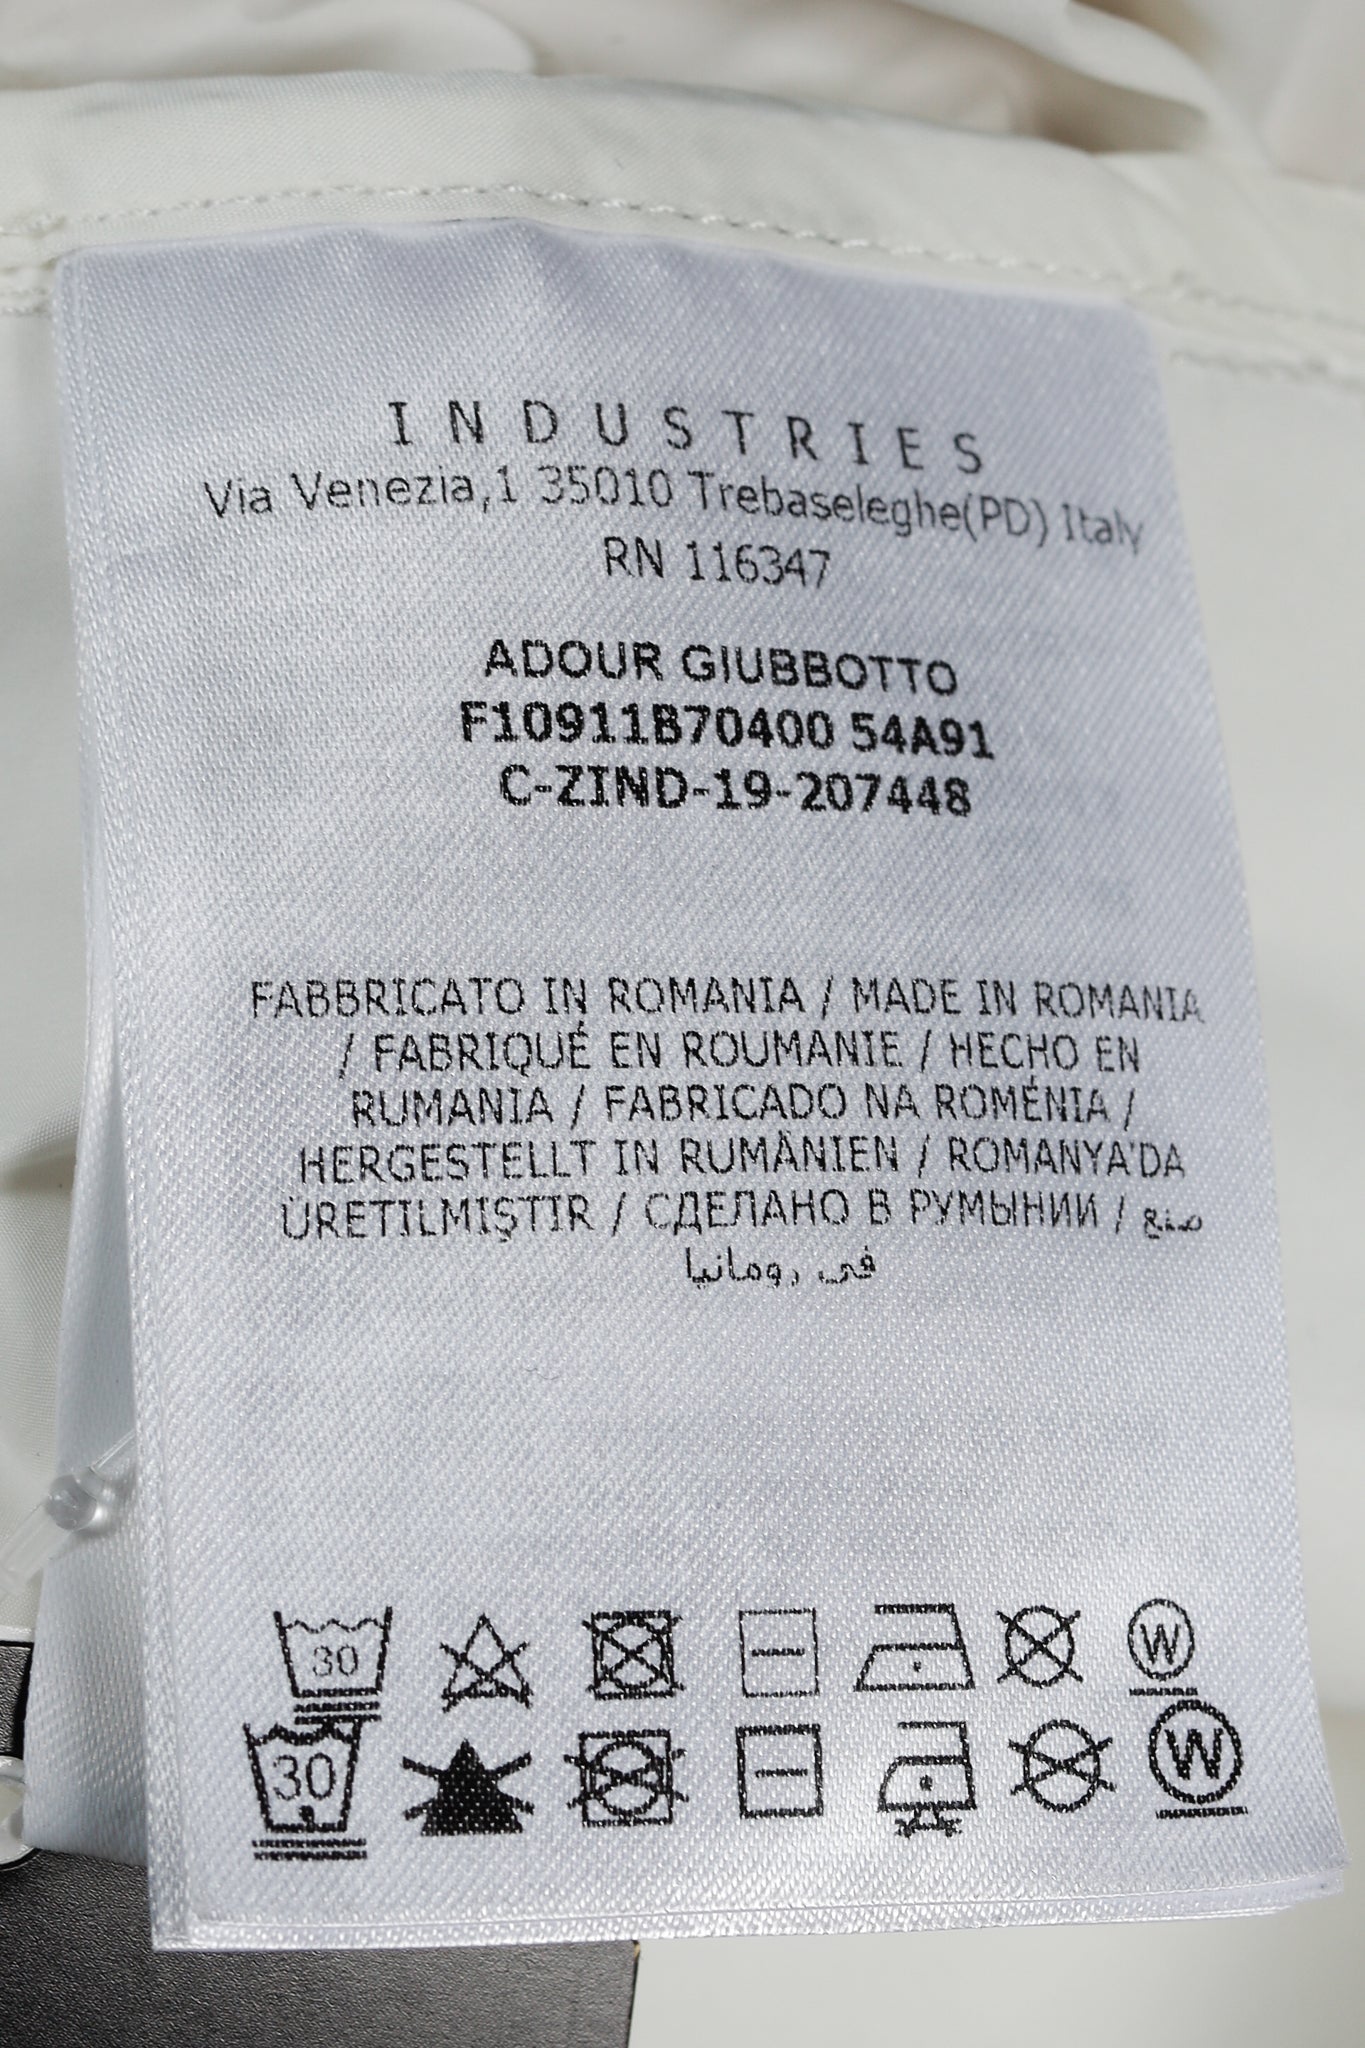 INDUSTRIES
Via Venezia,1 35010 Trebaseleghe(PD) Italy
RN 116347
ADOUR GIUBBOTTO
F10911B70400 54A91
C-ZIND-19-207448
FABBRICATO IN ROMANIA / MADE IN ROMANIA
/ FABRIQUÉ EN ROUMANIE / HECHO EN
RUMANIA / FABRICADO NA ROMÉNIA /
HERGESTELLT IN RUMÄNIEN / ROMANYA'DA
ÜRETILMIŞTIR / СДЕЛАНО В РУМЫНИИ / صنع
في رومانيا
30 W
30 W